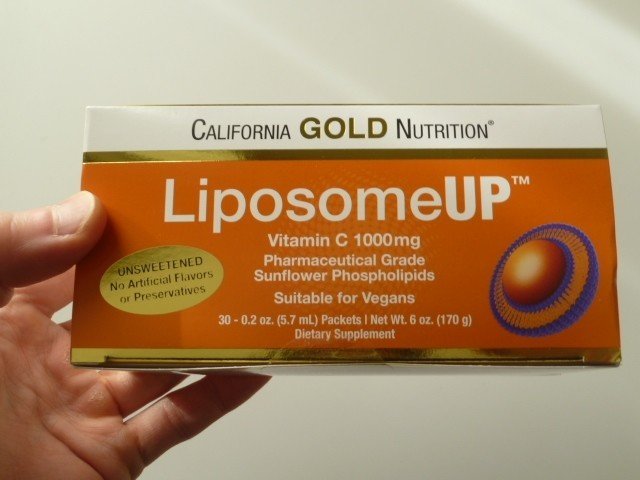 CALIFORNIA GOLD NUTRITION®
LiposomeUP™
Vitamin C 1000mg
Pharmaceutical Grade
Sunflower Phospholipids
Suitable for Vegans
UNSWEETENED
No Artificial Flavors
or Preservatives
30 - 0.2 oz. (5.7 mL) Packets | Net Wt. 6 oz. (170 g)
Dietary Supplement